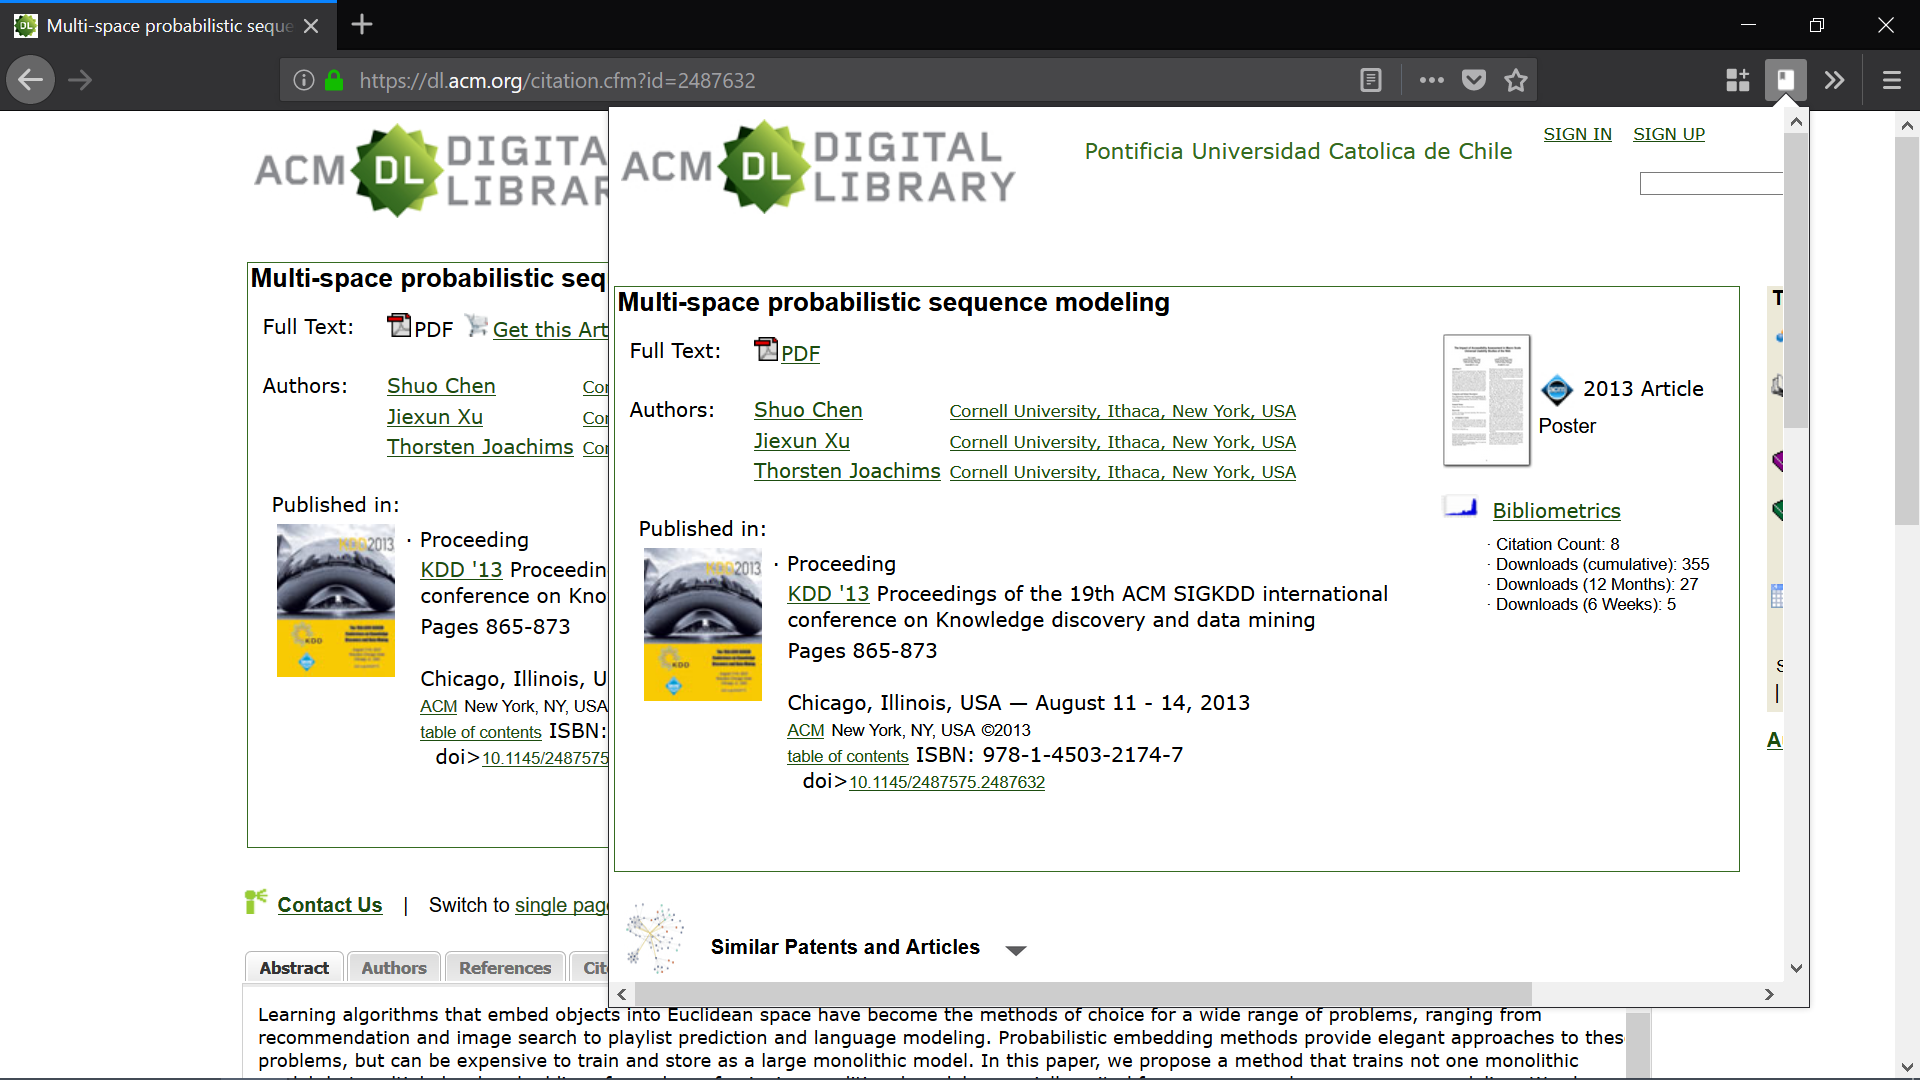 Multi-space probabilistic seque
https://dl.acm.org/citation.cfm?id=2487632
ACM DL DIGITA
LIBRAR
Multi-space probabilistic seq
Full Text: PDF Get this Art
Authors: Shuo Chen Cor
Jiexun Xu Cor
Thorsten Joachims Cor
Published in:
KDD2013
· Proceeding
KDD '13 Proceedin
conference on Kno
Pages 865-873
KDD
Chicago, Illinois, U
ACM New York, NY, USA
table of contents ISBN:
doi>10.1145/2487575
Contact Us | Switch to single page
Abstract Authors References Cit
Learning algorithms that embed objects into Euclidean space have become the methods of choice for a wide range of problems, ranging from
recommendation and image search to playlist prediction and language modeling. Probabilistic embedding methods provide elegant approaches to thes
problems, but can be expensive to train and store as a large monolithic model. In this paper, we propose a method that trains not one monolithic
ACM DL DIGITAL
LIBRARY
Pontificia Universidad Catolica de Chile
SIGN IN SIGN UP
Multi-space probabilistic sequence modeling
Full Text: PDF
Authors: Shuo Chen Cornell University, Ithaca, New York, USA
Jiexun Xu Cornell University, Ithaca, New York, USA
Thorsten Joachims Cornell University, Ithaca, New York, USA
2013 Article
Poster
Bibliometrics
· Citation Count: 8
· Downloads (cumulative): 355
· Downloads (12 Months): 27
· Downloads (6 Weeks): 5
Published in:
KDD2013
· Proceeding
KDD '13 Proceedings of the 19th ACM SIGKDD international
conference on Knowledge discovery and data mining
Pages 865-873
KDD
Chicago, Illinois, USA — August 11 - 14, 2013
ACM New York, NY, USA ©2013
table of contents ISBN: 978-1-4503-2174-7
doi>10.1145/2487575.2487632
Similar Patents and Articles
T
S
|
A